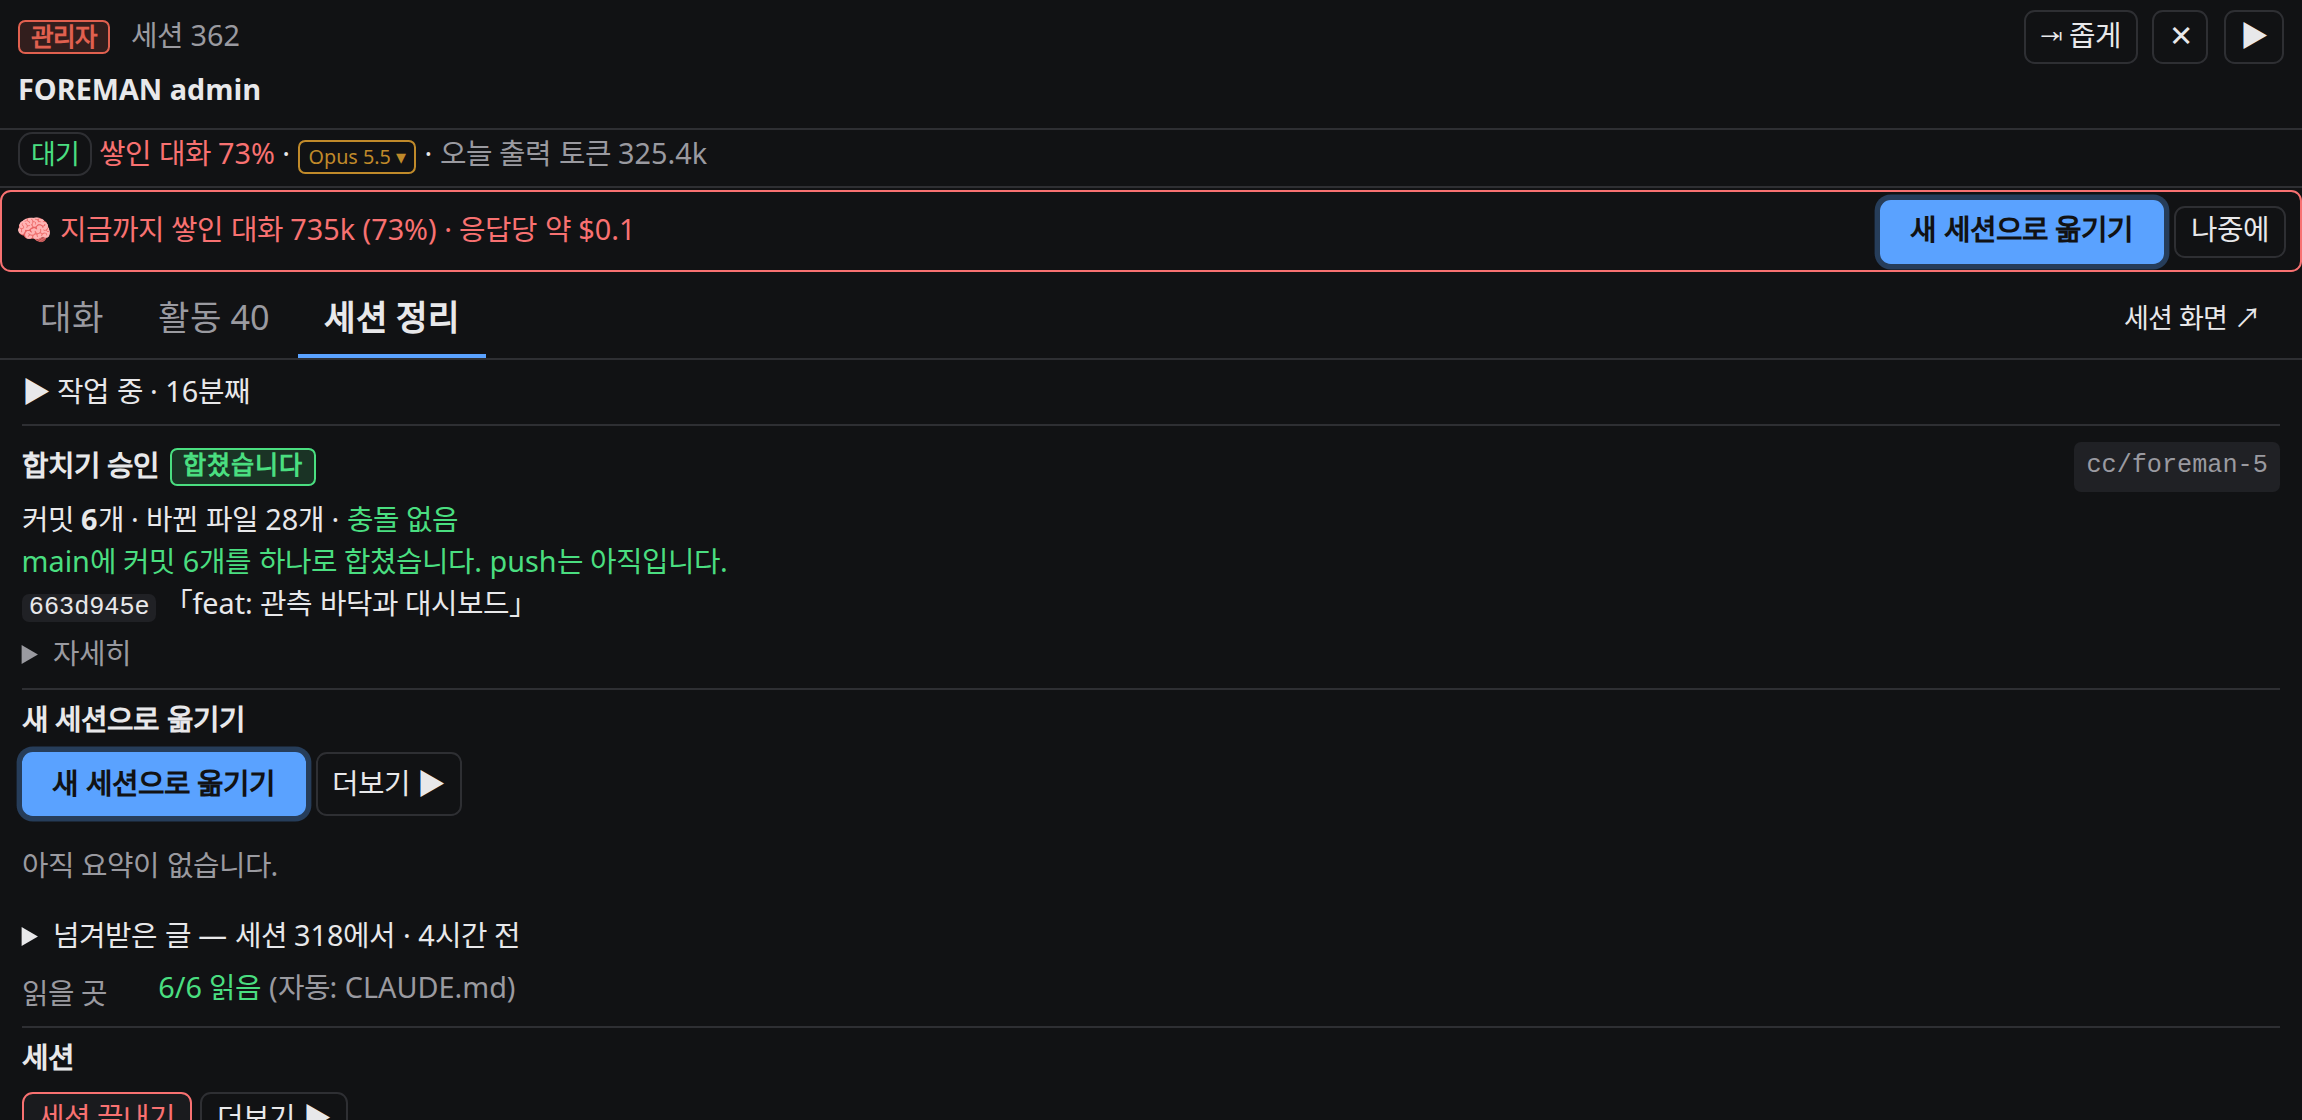 관리자 세션 362 ⇥ 좁게 ✕ ▶
FOREMAN admin
대기 쌓인 대화 73% · Opus 5.5 ▾ · 오늘 출력 토큰 325.4k
🧠 지금까지 쌓인 대화 735k (73%) · 응답당 약 $0.1 새 세션으로 옮기기 나중에
대화 활동 40 세션 정리 세션 화면 ↗
▶ 작업 중 · 16분째
합치기 승인 합쳤습니다 cc/foreman-5
커밋 6개 · 바뀐 파일 28개 · 충돌 없음
main에 커밋 6개를 하나로 합쳤습니다. push는 아직입니다.
663d945e 「feat: 관측 바닥과 대시보드」
▶ 자세히
새 세션으로 옮기기
새 세션으로 옮기기 더보기 ▶
아직 요약이 없습니다.
▶ 넘겨받은 글 — 세션 318에서 · 4시간 전
읽을 곳 6/6 읽음 (자동: CLAUDE.md)
세션
세션 끝내기 더보기 ▶